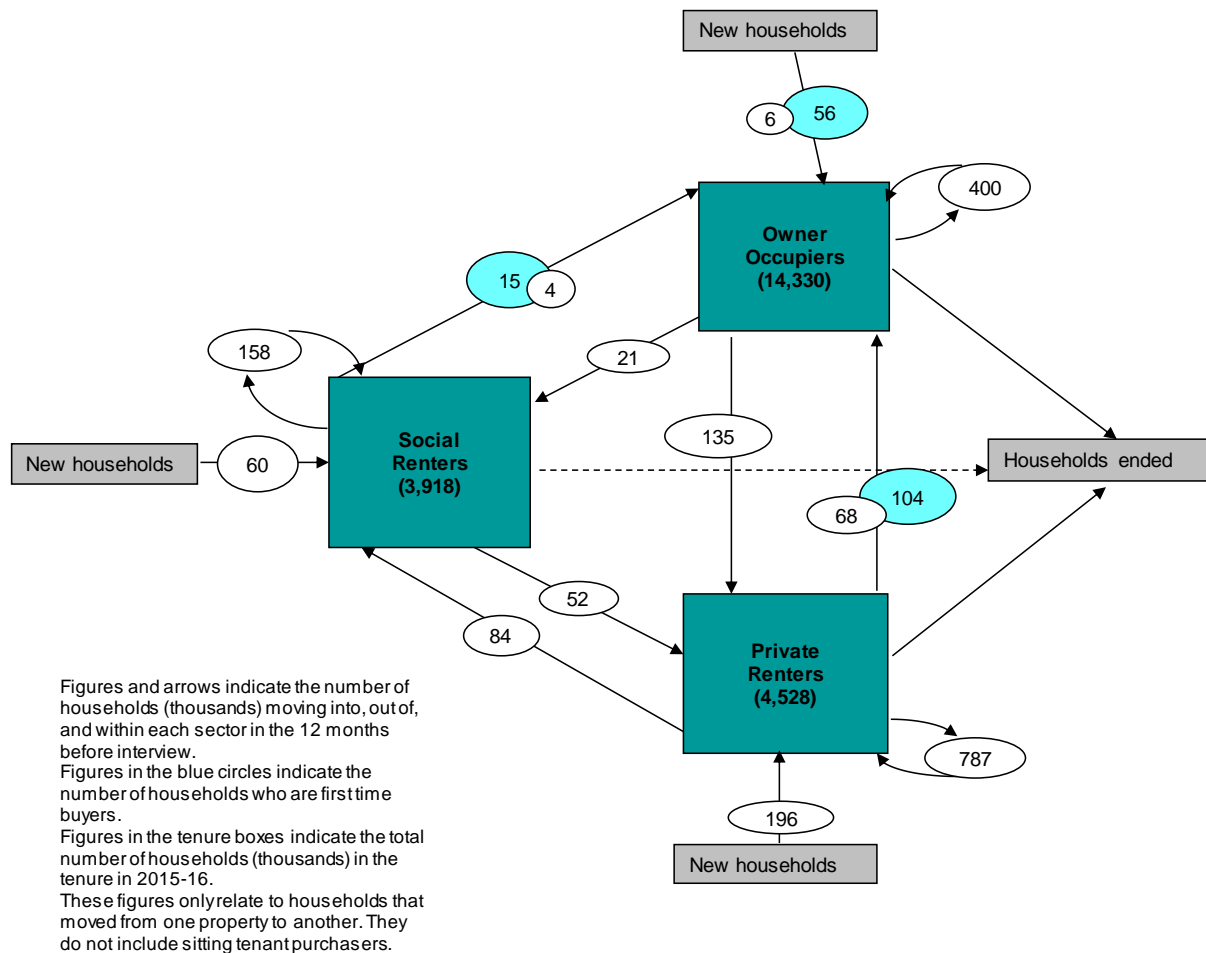 New households
6
56
400
Owner
Occupiers
(14,330)
15
4
158
21
Social
Renters
(3,918)
135
New households
60
Households ended
104
68
52
84
Private
Renters
(4,528)
787
196
New households
Figures and arrows indicate the number of
households (thousands) moving into, out of,
and within each sector in the 12 months
before interview.
Figures in the blue circles indicate the
number of households who are first time
buyers.
Figures in the tenure boxes indicate the total
number of households (thousands) in the
tenure in 2015-16.
These figures only relate to households that
moved from one property to another. They
do not include sitting tenant purchasers.